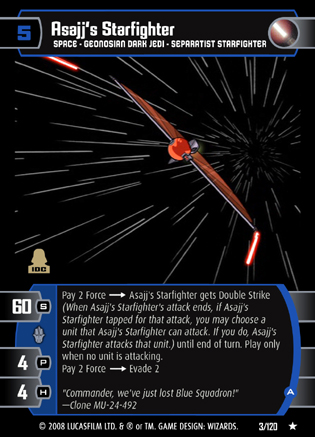 5
Asajj's Starfighter
SPACE - GEONOSIAN DARK JEDI - SEPARATIST STARFIGHTER
IDC
60 S
4 P
4 H
Pay 2 Force → Asajj's Starfighter gets Double Strike
(When Asajj's Starfighter's attack ends, if Asajj's
Starfighter tapped for that attack, you may choose a
unit that Asajj's Starfighter can attack. If you do, Asajj's
Starfighter attacks that unit.) until end of turn. Play only
when no unit is attacking.
Pay 2 Force → Evade 2
"Commander, we've just lost Blue Squadron!"
—Clone MU-24-492
A
© 2008 LUCASFILM LTD. & ® or TM. GAME DESIGN: WIZARDS.
3/120 ★